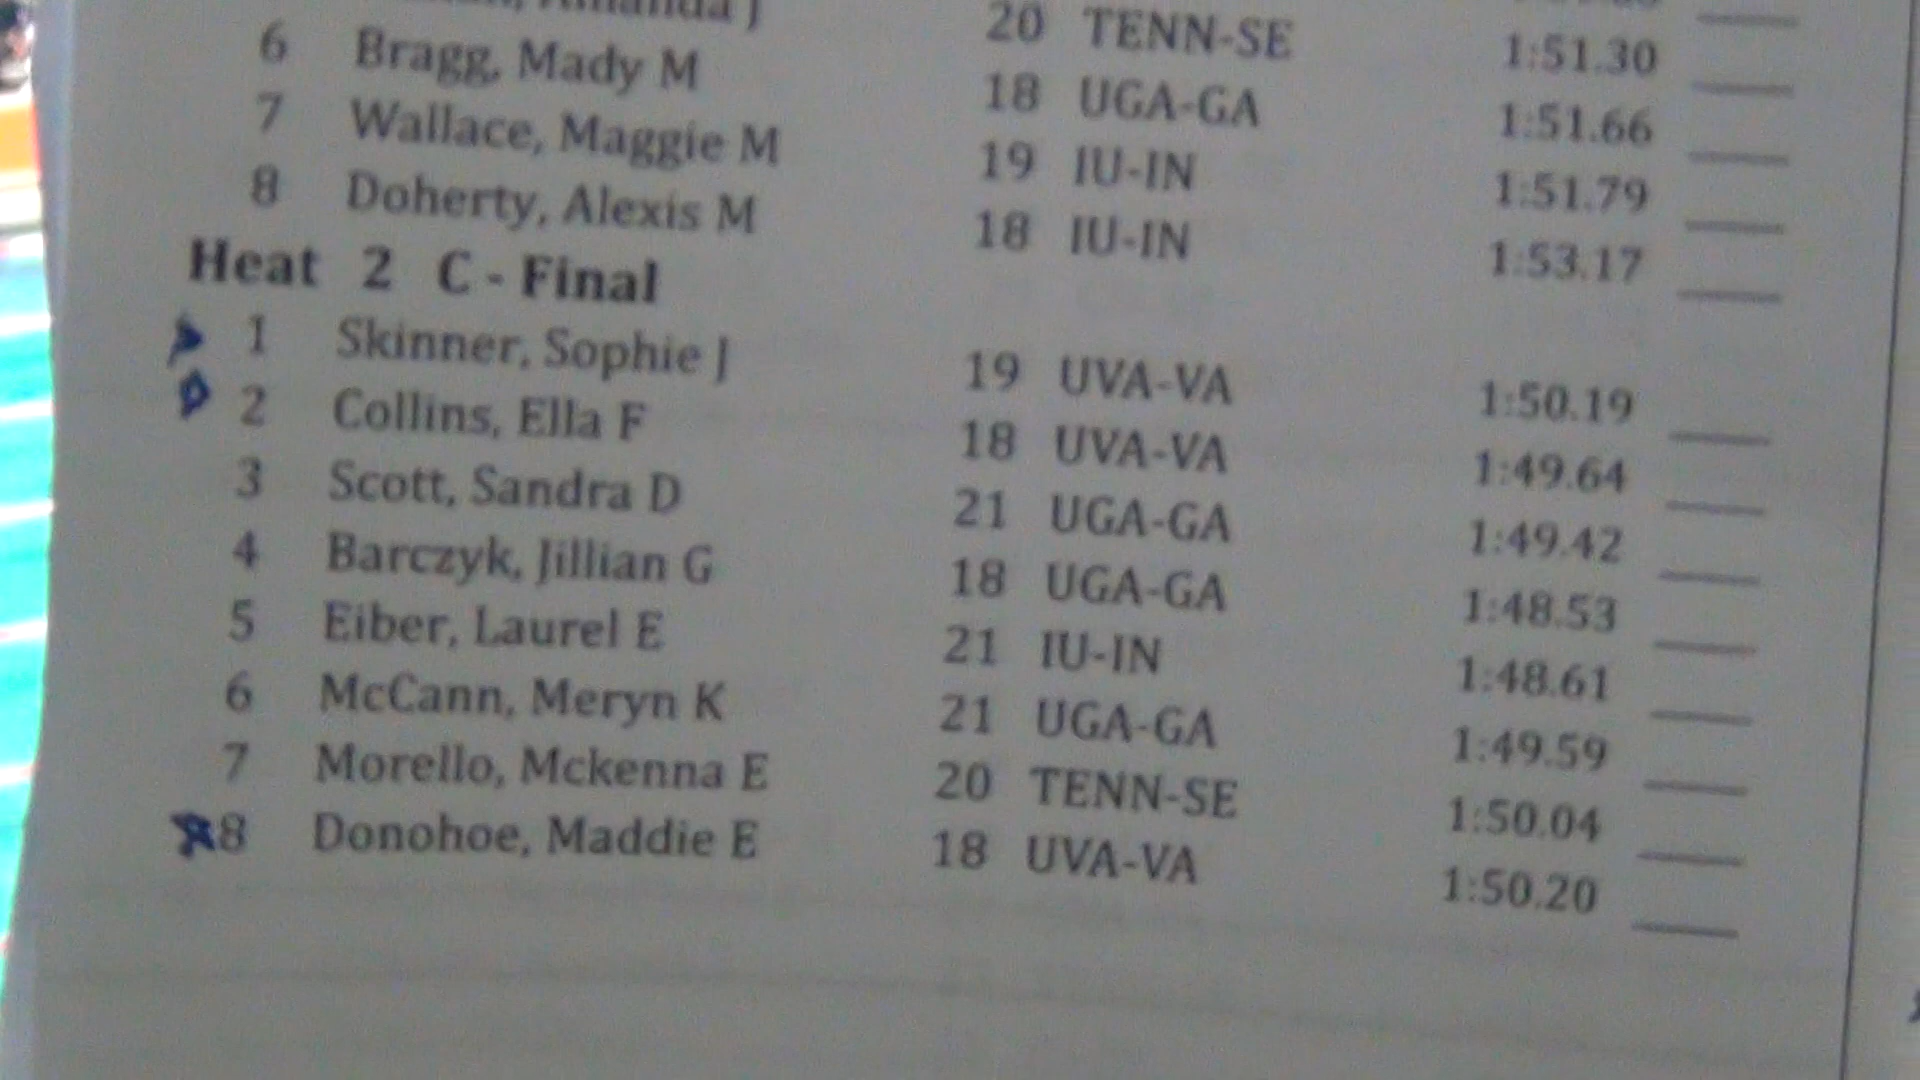 Amanda J 20 TENN-SE 1:51.30
6 Bragg, Mady M 18 UGA-GA 1:51.66
7 Wallace, Maggie M 19 IU-IN 1:51.79
8 Doherty, Alexis M 18 IU-IN 1:53.17
Heat 2 C - Final
1 Skinner, Sophie J 19 UVA-VA 1:50.19
2 Collins, Ella F 18 UVA-VA 1:49.64
3 Scott, Sandra D 21 UGA-GA 1:49.42
4 Barczyk, Jillian G 18 UGA-GA 1:48.53
5 Eiber, Laurel E 21 IU-IN 1:48.61
6 McCann, Meryn K 21 UGA-GA 1:49.59
7 Morello, Mckenna E 20 TENN-SE 1:50.04
8 Donohoe, Maddie E 18 UVA-VA 1:50.20